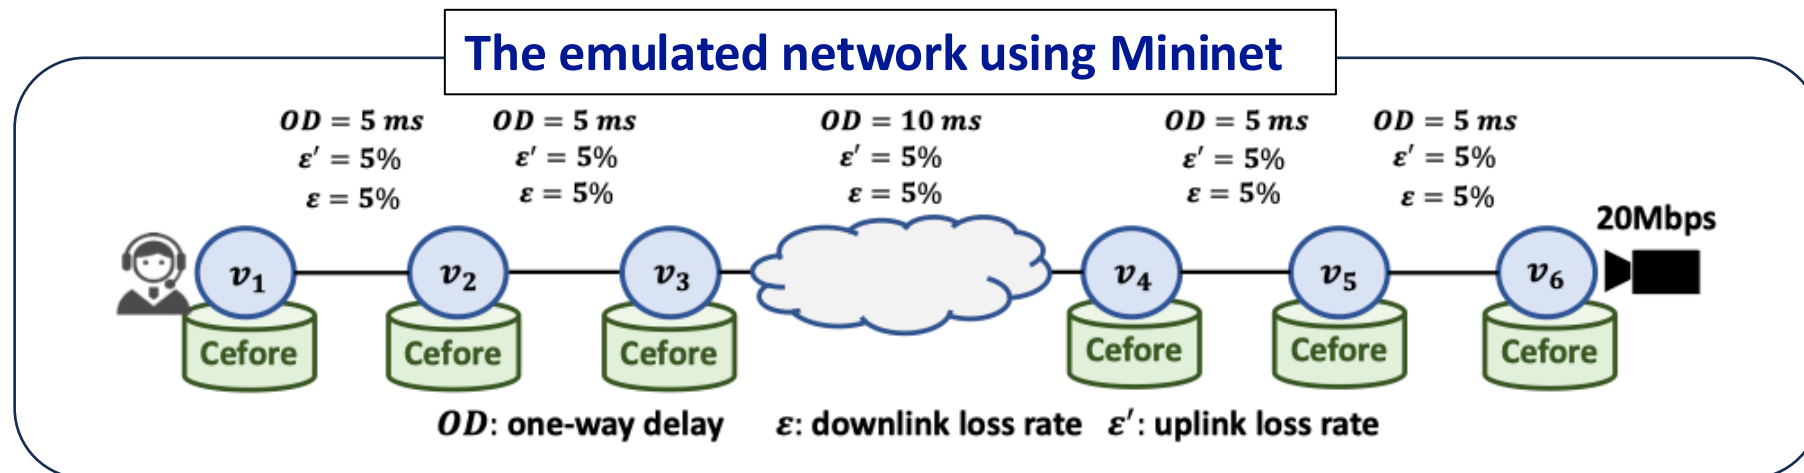 The emulated network using Mininet
OD = 5 ms
ε′ = 5%
ε = 5%
OD = 5 ms
ε′ = 5%
ε = 5%
OD = 10 ms
ε′ = 5%
ε = 5%
OD = 5 ms
ε′ = 5%
ε = 5%
OD = 5 ms
ε′ = 5%
ε = 5%
20Mbps
v₁
v₂
v₃
v₄
v₅
v₆
Cefore
Cefore
Cefore
Cefore
Cefore
Cefore
OD: one-way delay ε: downlink loss rate ε′: uplink loss rate